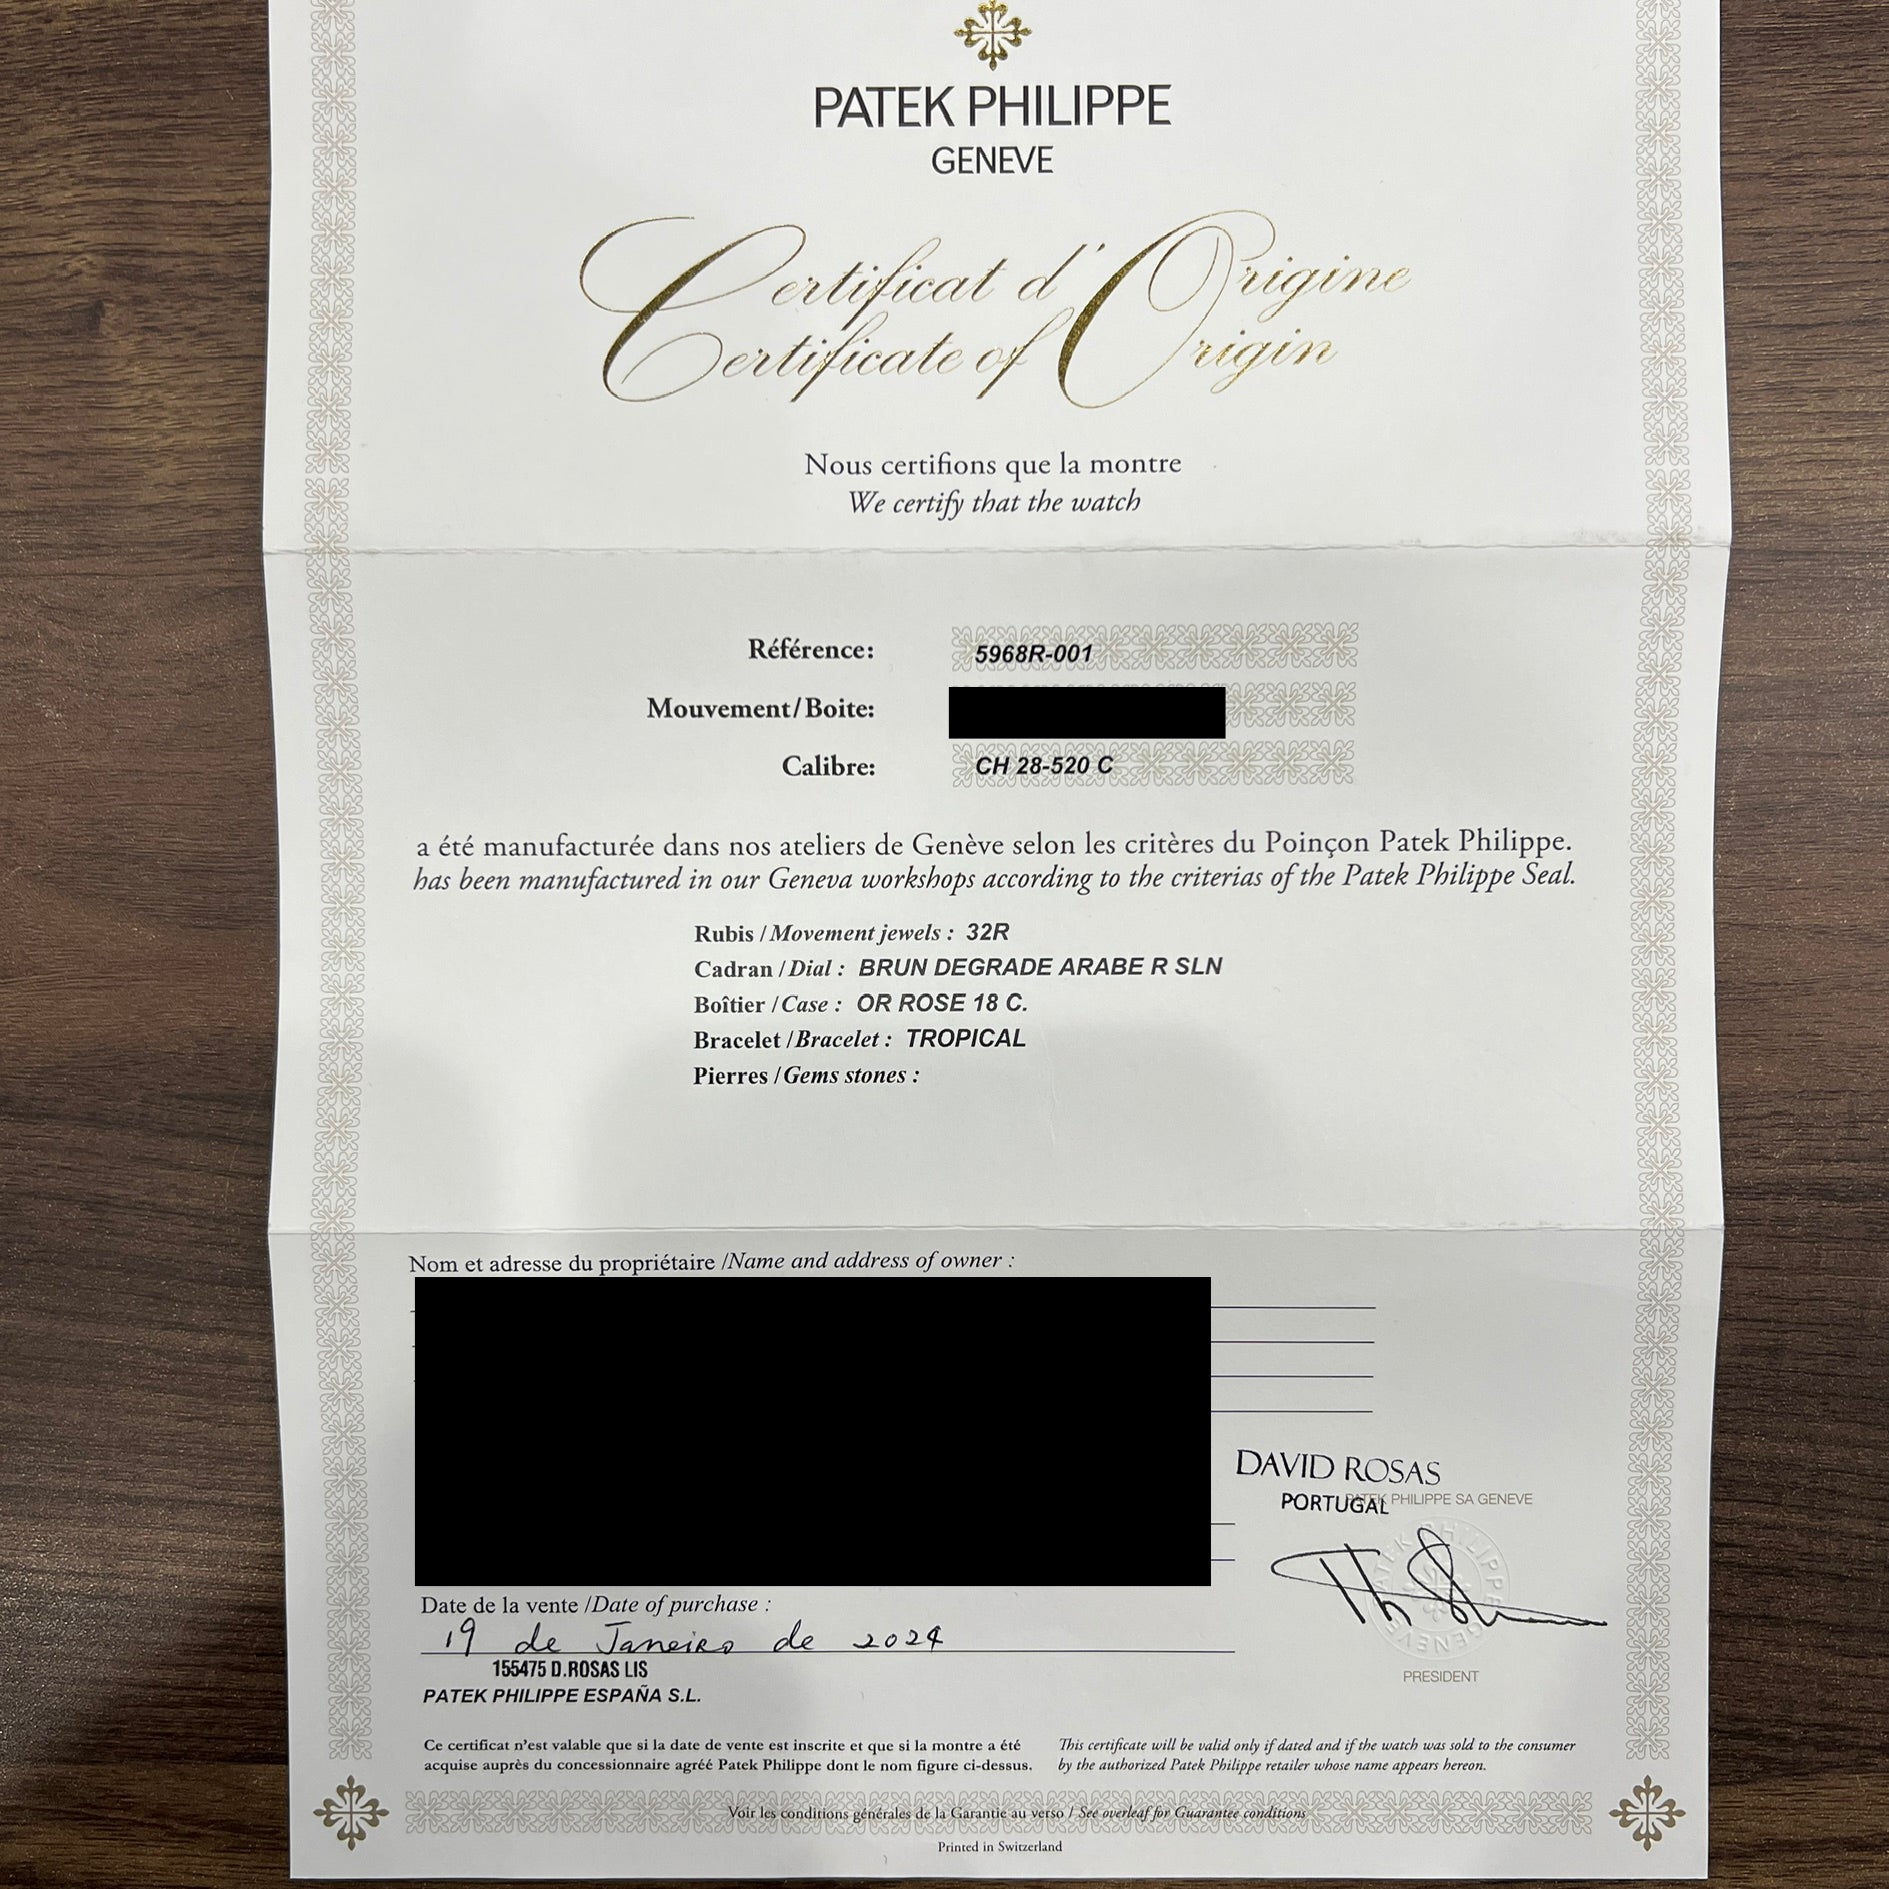 PATEK PHILIPPE
GENEVE
Certificat d'Origine
Certificate of Origin
Nous certifions que la montre
We certify that the watch
Référence: 5968R-001
Mouvement/Boite:
Calibre: CH 28-520 C
a été manufacturée dans nos ateliers de Genève selon les critères du Poinçon Patek Philippe.
has been manufactured in our Geneva workshops according to the criterias of the Patek Philippe Seal.
Rubis / Movement jewels : 32R
Cadran / Dial : BRUN DEGRADE ARABE R SLN
Boîtier / Case : OR ROSE 18 C.
Bracelet / Bracelet : TROPICAL
Pierres / Gems stones :
Nom et adresse du propriétaire / Name and address of owner :
DAVID ROSAS
PORTUGAL
PATEK PHILIPPE SA GENEVE
PATEK PHILIPPE GENEVE
PRESIDENT
Date de la vente / Date of purchase :
19 de Janeiro de 2024
155475 D.ROSAS LIS
PATEK PHILIPPE ESPAÑA S.L.
Ce certificat n'est valable que si la date de vente est inscrite et que si la montre a été
acquise auprès du concessionnaire agréé Patek Philippe dont le nom figure ci-dessus.
This certificate will be valid only if dated and if the watch was sold to the consumer
by the authorized Patek Philippe retailer whose name appears hereon.
Voir les conditions générales de la Garantie au verso / See overleaf for Guarantee conditions
Printed in Switzerland